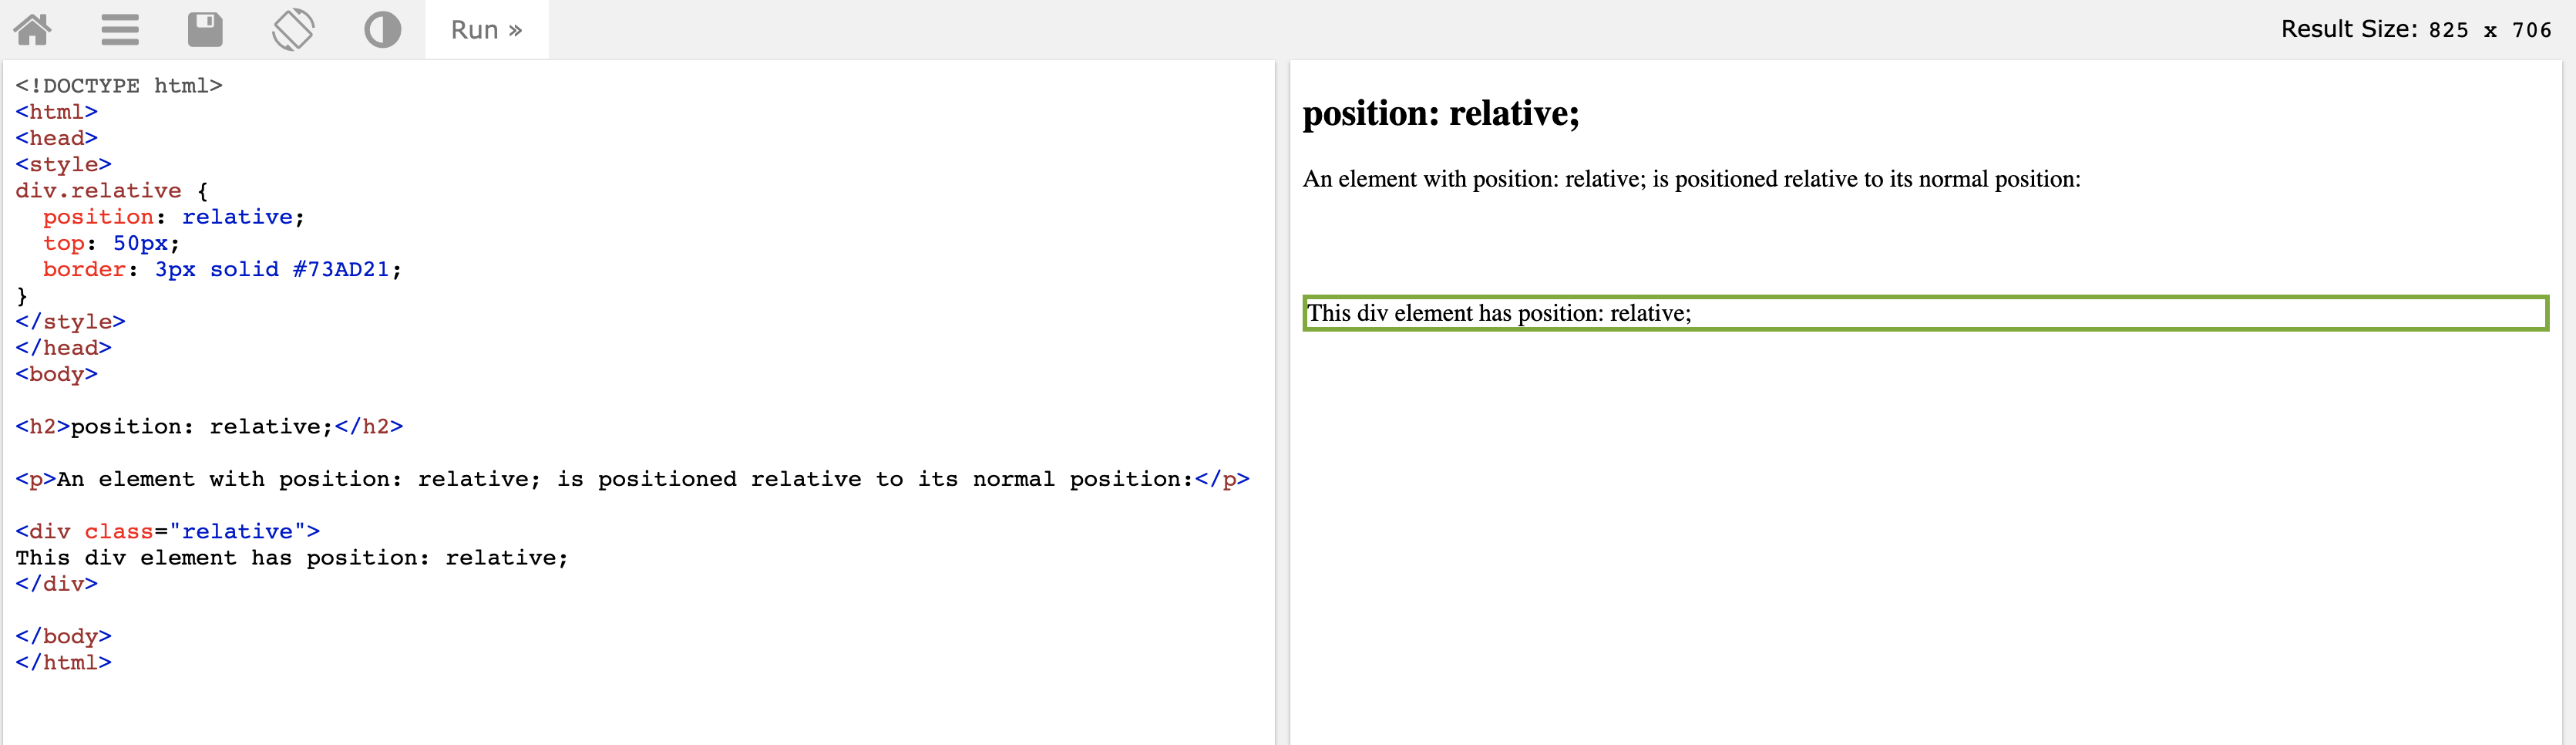 Run »
Result Size: 825 x 706
<!DOCTYPE html>
<html>
<head>
<style>
div.relative {
  position: relative;
  top: 50px;
  border: 3px solid #73AD21;
}
</style>
</head>
<body>

<h2>position: relative;</h2>

<p>An element with position: relative; is positioned relative to its normal position:</p>

<div class="relative">
This div element has position: relative;
</div>

</body>
</html>
position: relative;
An element with position: relative; is positioned relative to its normal position:
This div element has position: relative;